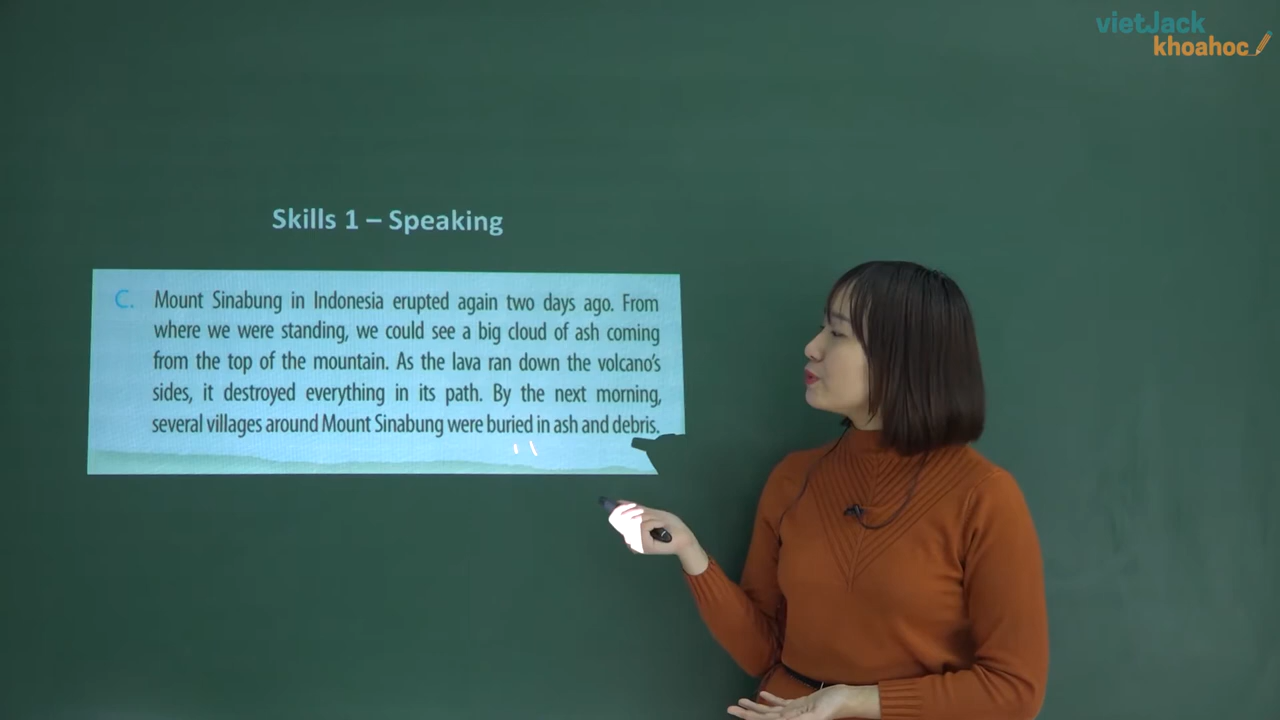 vietJack
khoahoc
Skills 1 – Speaking
C. Mount Sinabung in Indonesia erupted again two days ago. From
where we were standing, we could see a big cloud of ash coming
from the top of the mountain. As the lava ran down the volcano's
sides, it destroyed everything in its path. By the next morning,
several villages around Mount Sinabung were buried in ash and debris.